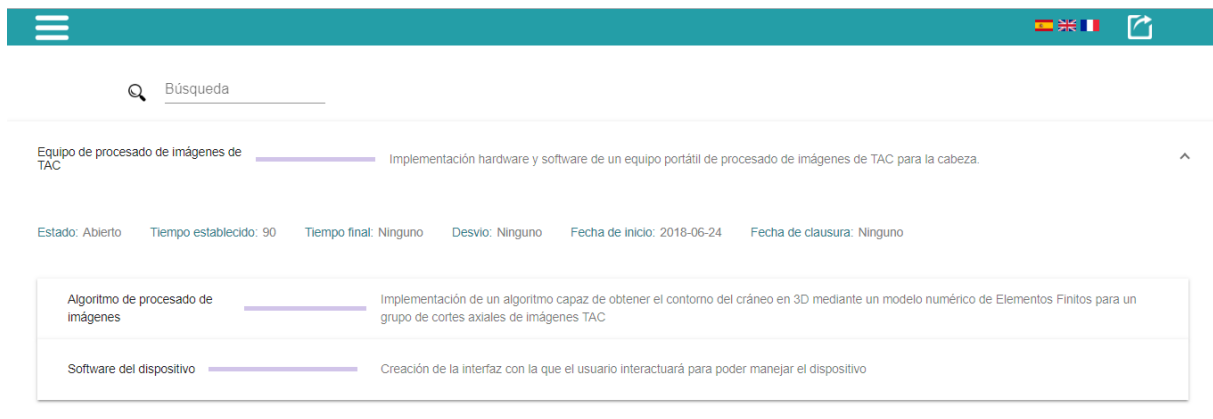 Búsqueda
Equipo de procesado de imágenes de
TAC
Implementación hardware y software de un equipo portátil de procesado de imágenes de TAC para la cabeza.
Estado: Abierto Tiempo establecido: 90 Tiempo final: Ninguno Desvio: Ninguno Fecha de inicio: 2018-06-24 Fecha de clausura: Ninguno
Algoritmo de procesado de
imágenes
Implementación de un algoritmo capaz de obtener el contorno del cráneo en 3D mediante un modelo numérico de Elementos Finitos para un
grupo de cortes axiales de imágenes TAC
Software del dispositivo
Creación de la interfaz con la que el usuario interactuará para poder manejar el dispositivo